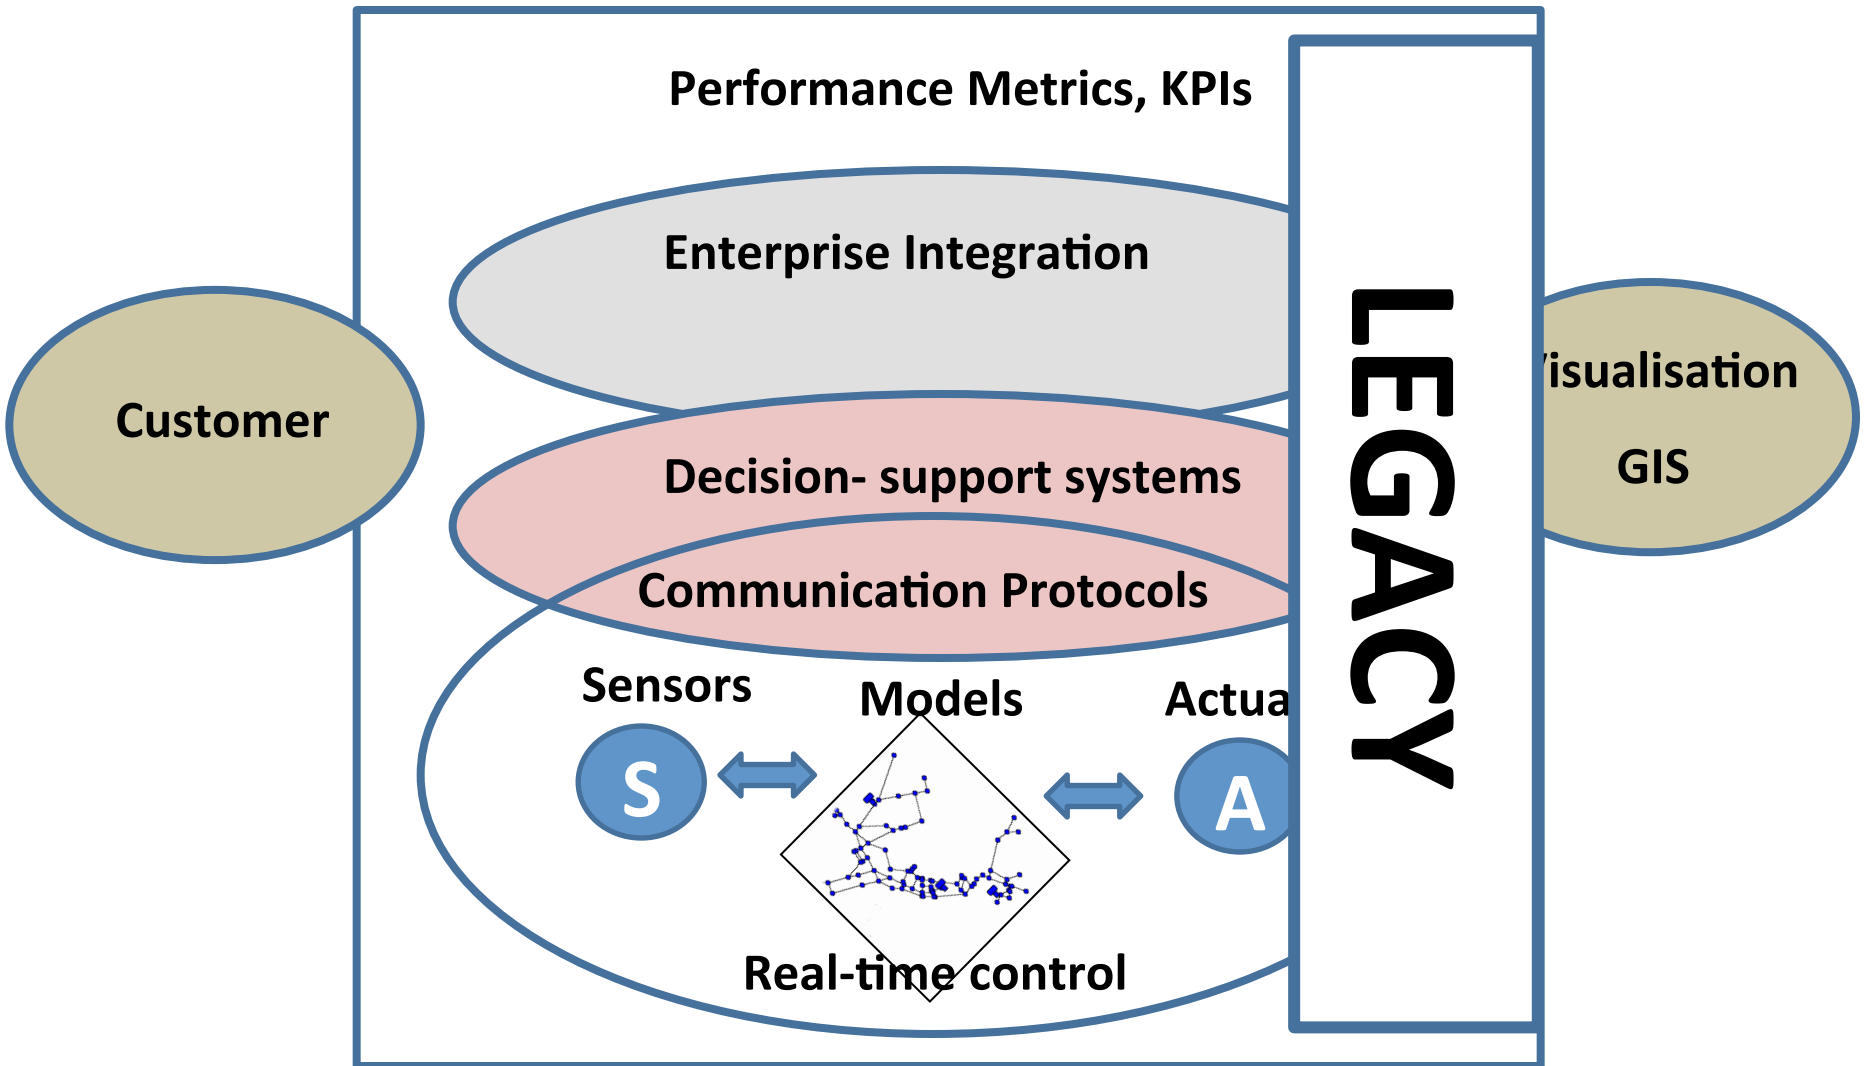 Performance Metrics, KPIs
Enterprise Integration
Customer
Decision- support systems
Communication Protocols
LEGACY
isualisation
GIS
Sensors
Models
Actua
S
A
Real-time control